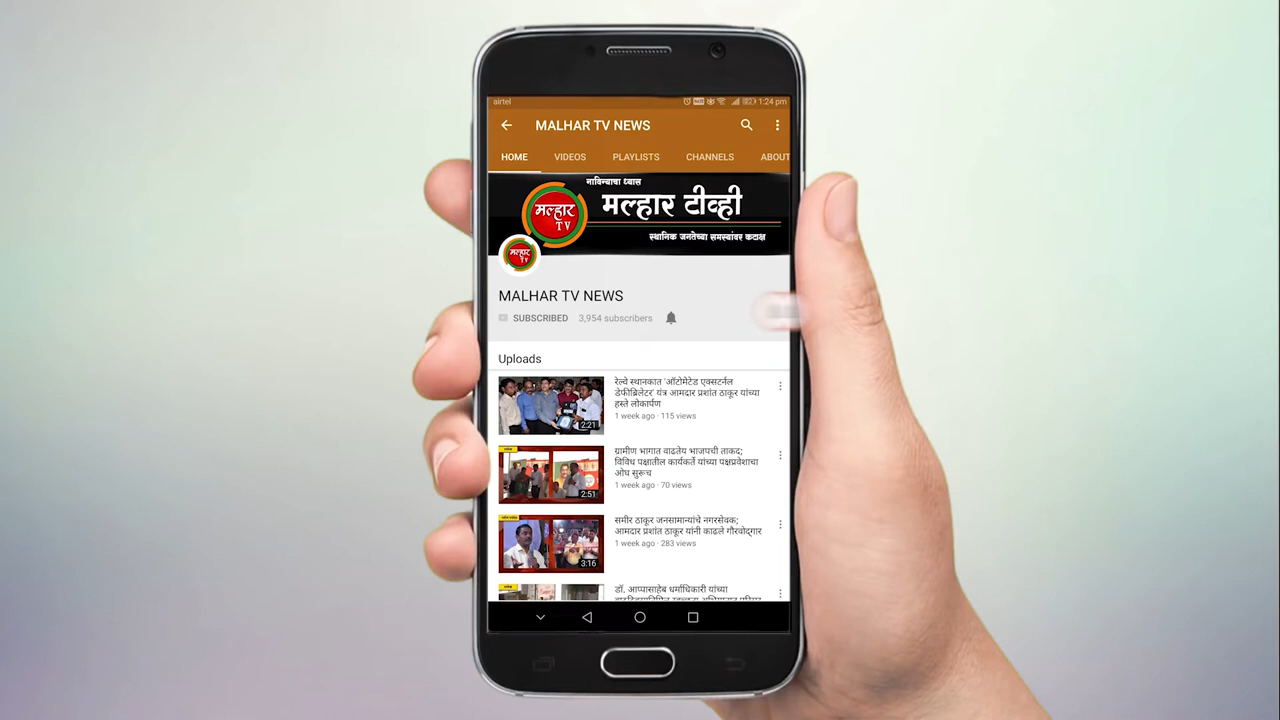 airtel
1:24 pm
MALHAR TV NEWS
HOME VIDEOS PLAYLISTS CHANNELS ABOUT
नाविन्याचा ध्यास
मल्हार टीव्ही
मल्हार
TV
स्थानिक जनतेच्या समस्यांवर कटाक्ष
मल्हार
TV
MALHAR TV NEWS
SUBSCRIBED 3,954 subscribers
Uploads
रेल्वे स्थानकात 'ऑटोमेटेड एक्सटर्नल
डेफीब्रिलेटर' यंत्र आमदार प्रशांत ठाकूर यांच्या
हस्ते लोकार्पण
1 week ago · 115 views
2:21
ग्रामीण भागात वाढतेय भाजपची ताकद;
विविध पक्षातील कार्यकर्ते यांच्या पक्षप्रवेशाचा
ओघ सुरूच
1 week ago · 70 views
2:51
समीर ठाकूर जनसामान्यांचे नगरसेवक;
आमदार प्रशांत ठाकूर यांनी काढले गौरवोद्गार
1 week ago · 283 views
3:16
डॉ. आप्पासाहेब धर्माधिकारी यांच्या